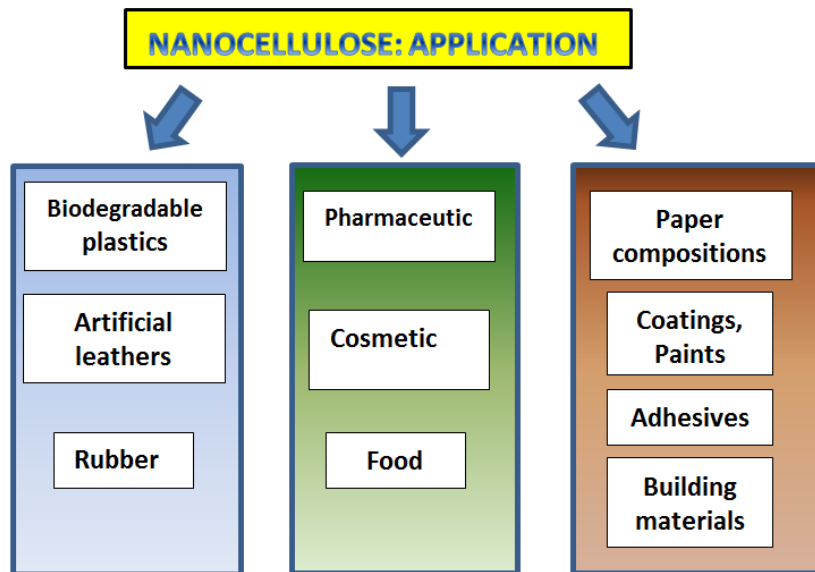 NANOCELLULOSE: APPLICATION
Biodegradable
plastics
Artificial
leathers
Rubber
Pharmaceutic
Cosmetic
Food
Paper
compositions
Coatings,
Paints
Adhesives
Building
materials